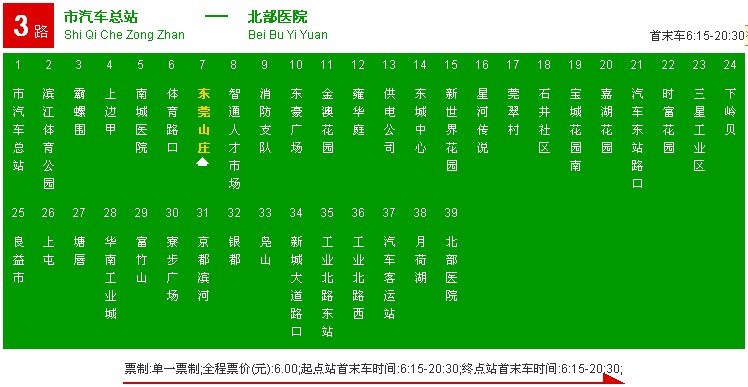 3路
市汽车总站 — 北部医院
Shi Qi Che Zong Zhan Bei Bu Yi Yuan
首末车6:15-20:30
1 市汽车总站
2 滨江体育公园
3 霸螺围
4 上边甲
5 南城医院
6 体育路口
7 东莞山庄
8 智通人才市场
9 消防支队
10 东豪广场
11 金澳花园
12 雍华庭
13 供电公司
14 东城中心
15 新世界花园
16 星河传说
17 莞翠村
18 石井社区
19 宝城花园南
20 嘉湖花园
21 汽车东站路口
22 时富花园
23 三星工业区
24 下岭贝
25 良益市
26 上屯
27 塘唇
28 华南工业城
29 富竹山
30 寮步广场
31 京都滨河
32 银都
33 凫山
34 新城大道路口
35 工业北路东站
36 工业北路西
37 汽车客运站
38 月荷湖
39 北部医院
票制:单一票制;全程票价(元):6.00;起点站首末车时间:6:15-20:30;终点站首末车时间:6:15-20:30;